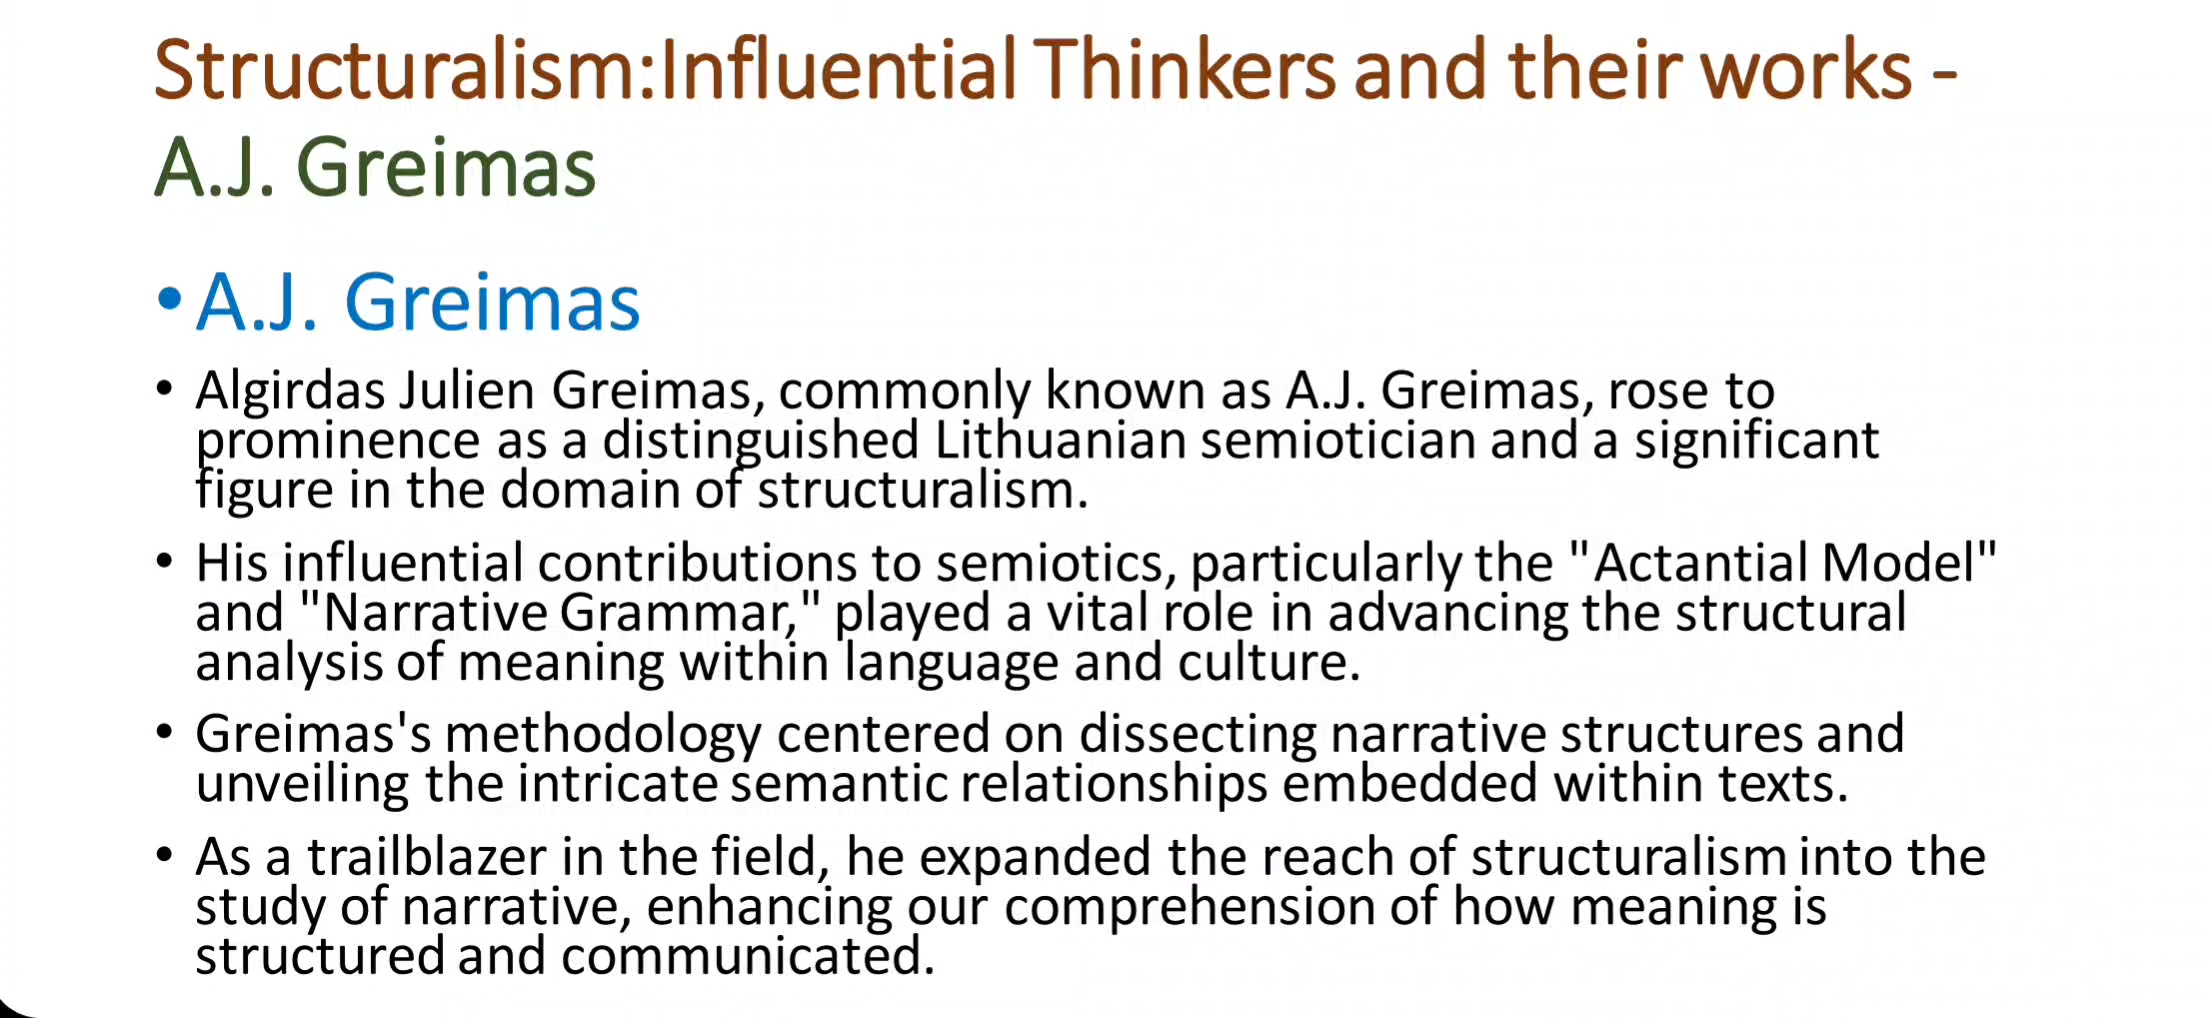 Structuralism:Influential Thinkers and their works -
A.J. Greimas
•A.J. Greimas
• Algirdas Julien Greimas, commonly known as A.J. Greimas, rose to
prominence as a distinguished Lithuanian semiotician and a significant
figure in the domain of structuralism.
• His influential contributions to semiotics, particularly the "Actantial Model"
and "Narrative Grammar," played a vital role in advancing the structural
analysis of meaning within language and culture.
• Greimas's methodology centered on dissecting narrative structures and
unveiling the intricate semantic relationships embedded within texts.
• As a trailblazer in the field, he expanded the reach of structuralism into the
study of narrative, enhancing our comprehension of how meaning is
structured and communicated.